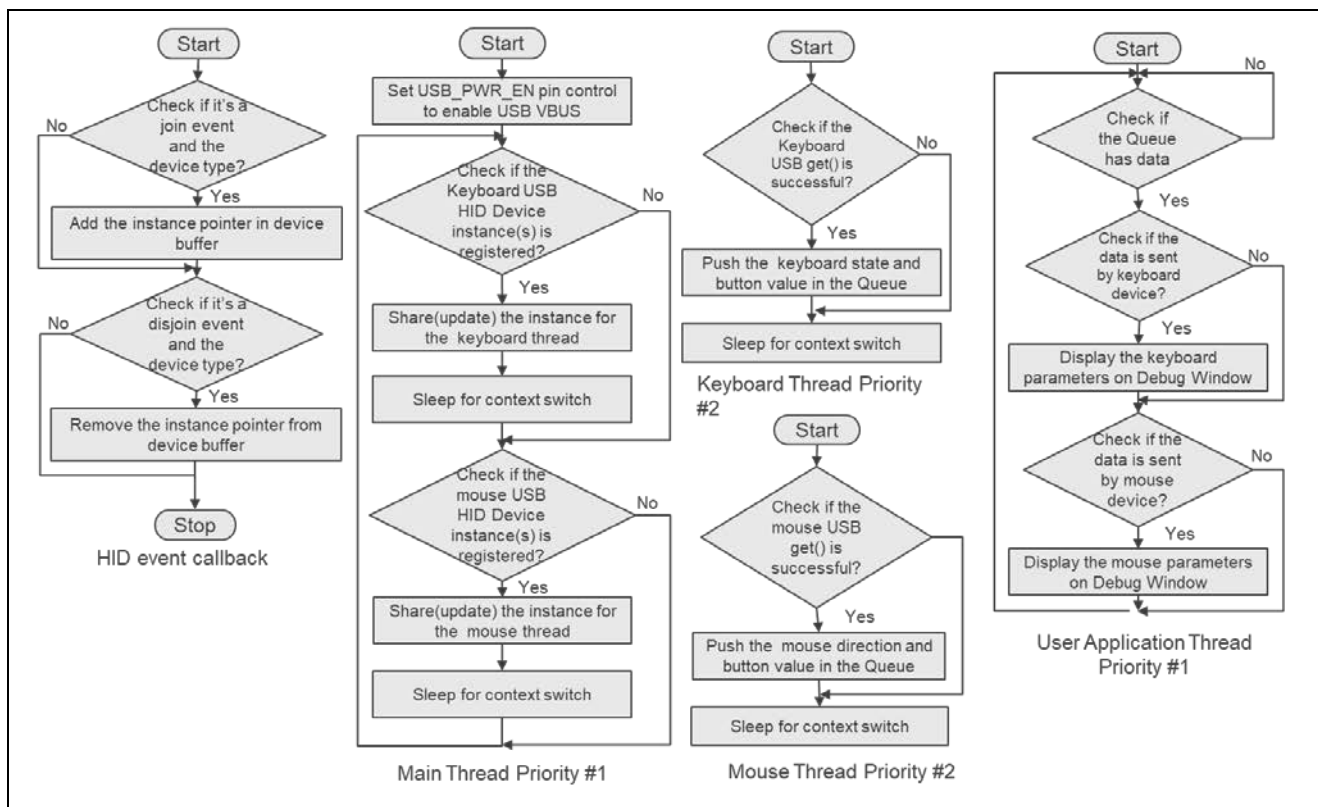 Start
Check if it's a
join event
and the
device type?
No
Yes
Add the instance pointer in device
buffer
Check if it's a
disjoin event
and the
device type?
No
Yes
Remove the instance pointer from
device buffer
Stop
HID event callback
Start
Set USB_PWR_EN pin control
to enable USB VBUS
Check if the
Keyboard USB
HID Device
instance(s) is
registered?
No
Yes
Share(update) the instance for
the keyboard thread
Sleep for context switch
Check if the
mouse USB
HID Device
instance(s) is
registered?
No
Yes
Share(update) the instance for
the mouse thread
Sleep for context switch
Main Thread Priority #1
Start
Check if the
Keyboard
USB get() is
successful?
No
Yes
Push the keyboard state and
button value in the Queue
Sleep for context switch
Keyboard Thread Priority
#2
Start
Check if the
mouse USB
get() is
successful?
No
Yes
Push the mouse direction and
button value in the Queue
Sleep for context switch
Mouse Thread Priority #2
Start
No
Check if
the Queue
has data
Yes
Check if the
data is sent
by keyboard
device?
No
Yes
Display the keyboard
parameters on Debug Window
Check if the
data is sent
by mouse
device?
No
Yes
Display the mouse parameters
on Debug Window
User Application Thread
Priority #1